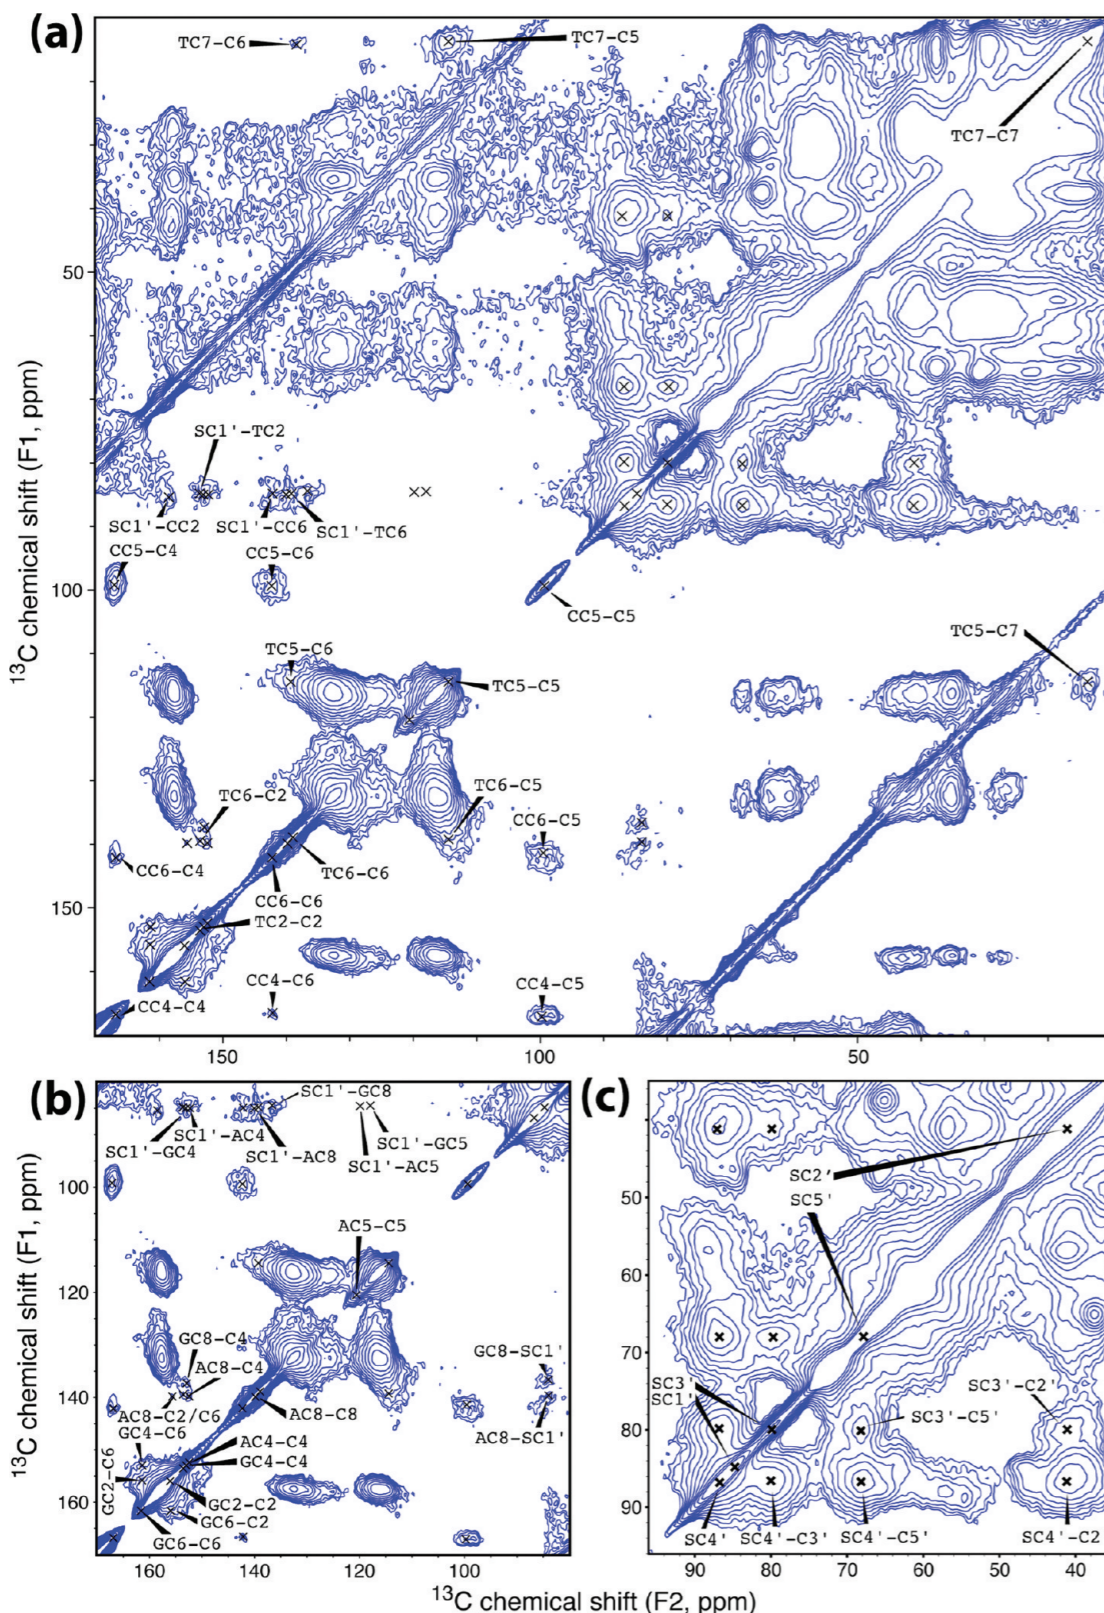 (a)
TC7-C6
TC7-C5
TC7-C7
50
SC1'-TC2
SC1'-CC2
SC1'-CC6
SC1'-TC6
CC5-C4
CC5-C6
100
CC5-C5
TC5-C6
TC5-C5
TC5-C7
TC6-C2
TC6-C5
CC6-C5
CC6-C4
TC6-C6
CC6-C6
150
TC2-C2
CC4-C6
CC4-C5
CC4-C4
13C chemical shift (F1, ppm)
150
100
50
(b)
SC1'-GC8
SC1'-AC4
SC1'-GC4
SC1'-GC5
SC1'-AC8
SC1'-AC5
100
AC5-C5
120
GC8-C4
AC8-C4
GC8-SC1'
140
AC8-C2/C6
AC8-C8
GC4-C6
AC8-SC1'
AC4-C4
GC4-C4
GC2-C6
160
GC2-C2
GC6-C2
GC6-C6
13C chemical shift (F1, ppm)
160
140
120
100
(c)
SC2'
SC5'
50
60
70
SC3'
SC1'
SC3'-C2'
SC3'-C5'
80
90
SC4'
SC4'-C3'
SC4'-C5'
SC4'-C2
90
80
70
60
50
40
13C chemical shift (F2, ppm)